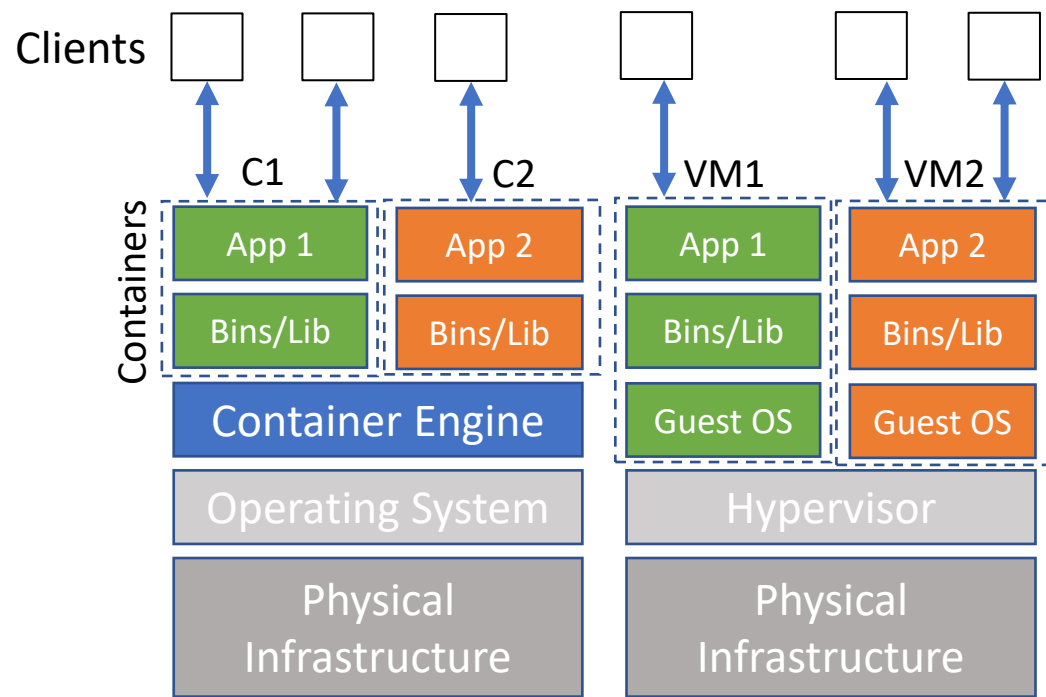 Clients
C1
C2
VM1
VM2
Containers
App 1
App 2
App 1
App 2
Bins/Lib
Bins/Lib
Bins/Lib
Bins/Lib
Container Engine
Guest OS
Guest OS
Operating System
Hypervisor
Physical
Infrastructure
Physical
Infrastructure